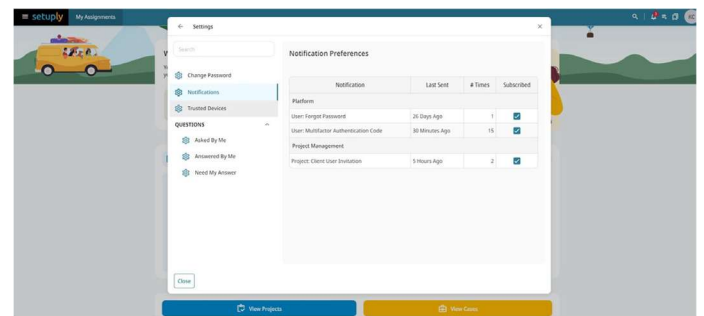 setuply My Assignments KC
Settings
Search
Change Password
Notifications
Trusted Devices
QUESTIONS
Asked By Me
Answered By Me
Need My Answer
Notification Preferences
Notification Last Sent # Times Subscribed
Platform
User: Forgot Password 26 Days Ago 1
User: Multifactor Authentication Code 30 Minutes Ago 15
Project Management
Project: Client User Invitation 5 Hours Ago 2
Close
View Projects View Cases